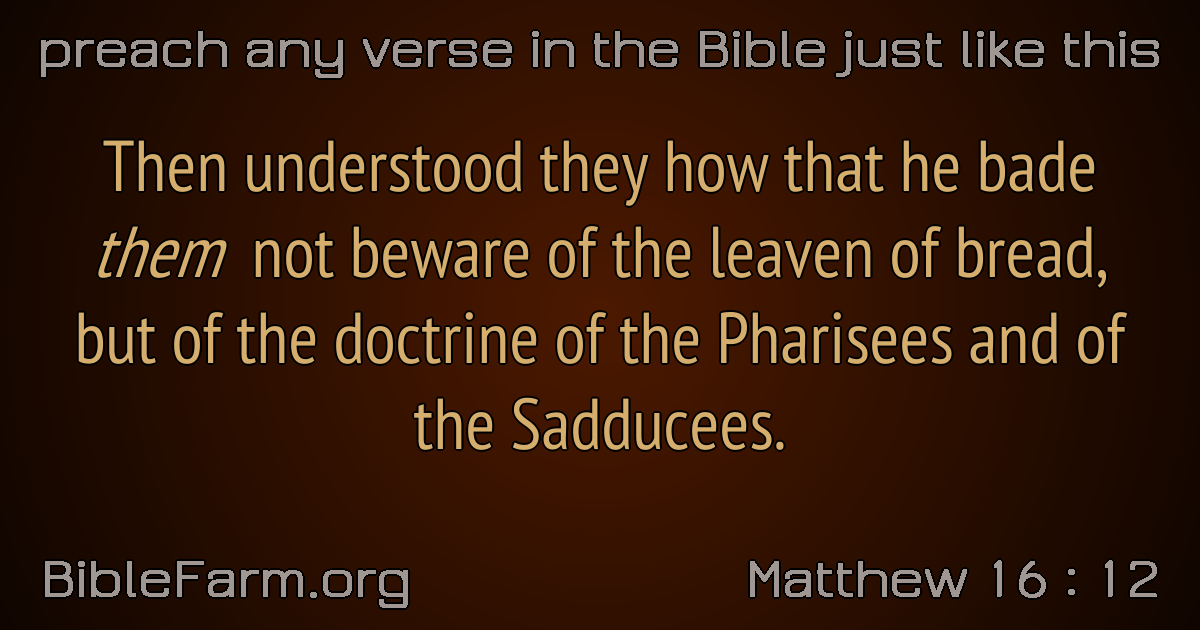 preach any verse in the Bible just like this
Then understood they how that he bade
them not beware of the leaven of bread,
but of the doctrine of the Pharisees and of
the Sadducees.
BibleFarm.org
Matthew 16 : 12